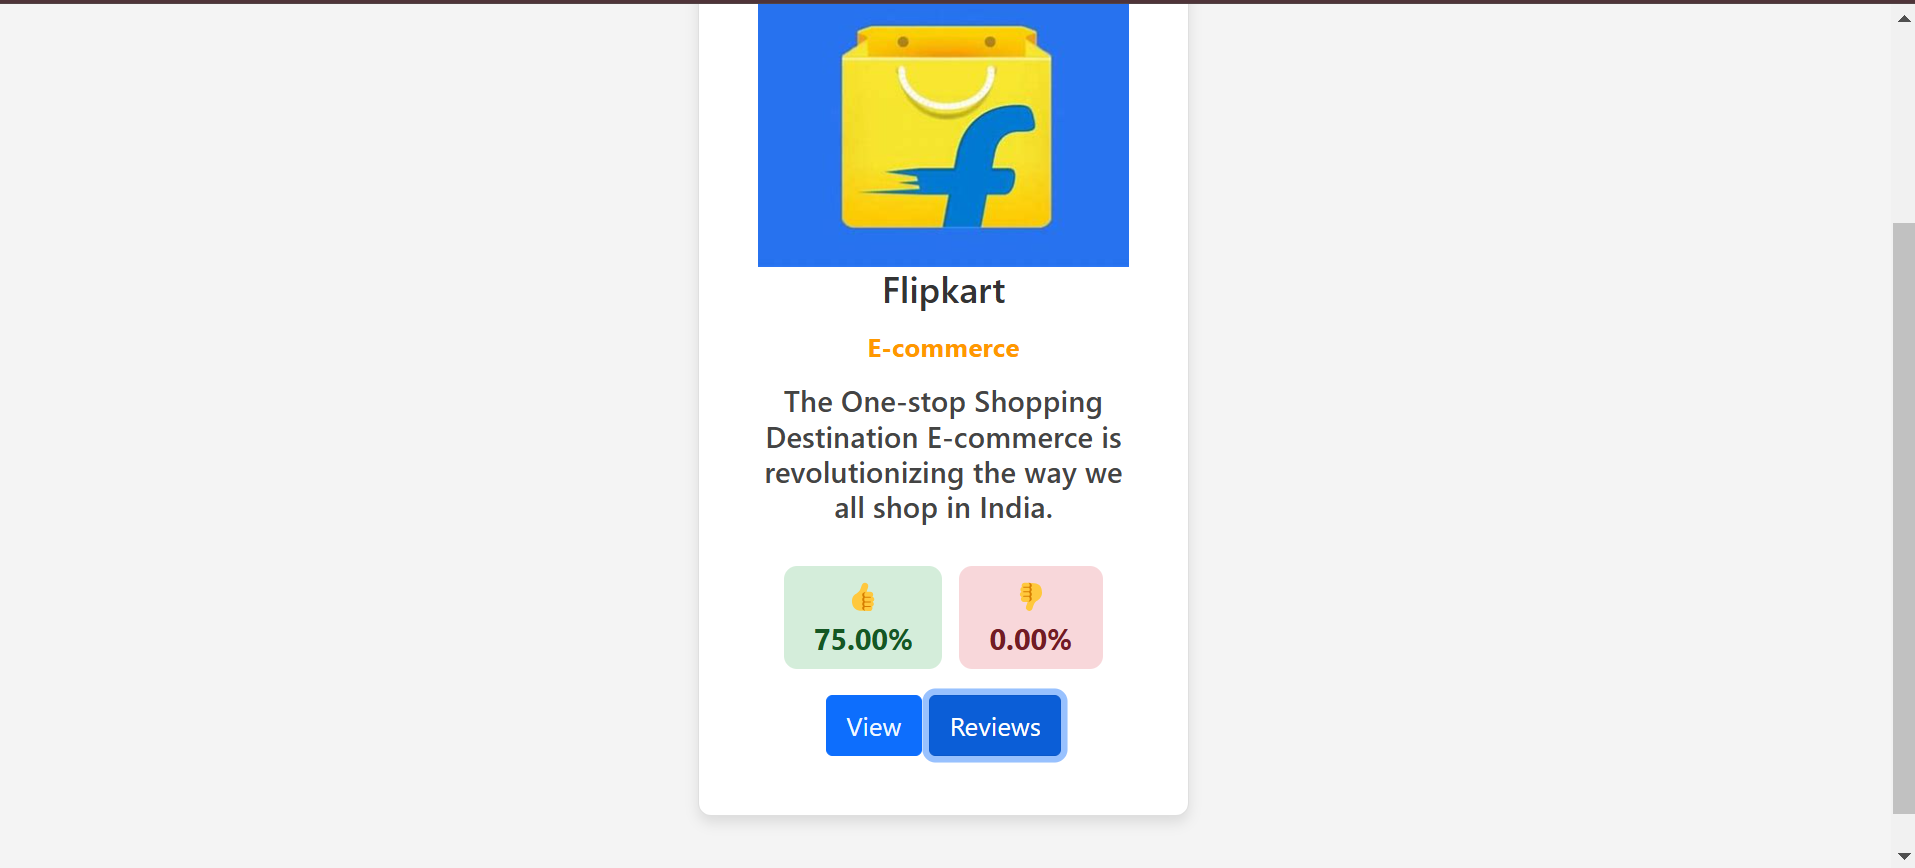 Flipkart
E-commerce
The One-stop Shopping
Destination E-commerce is
revolutionizing the way we
all shop in India.
👍 👎
75.00% 0.00%
View Reviews